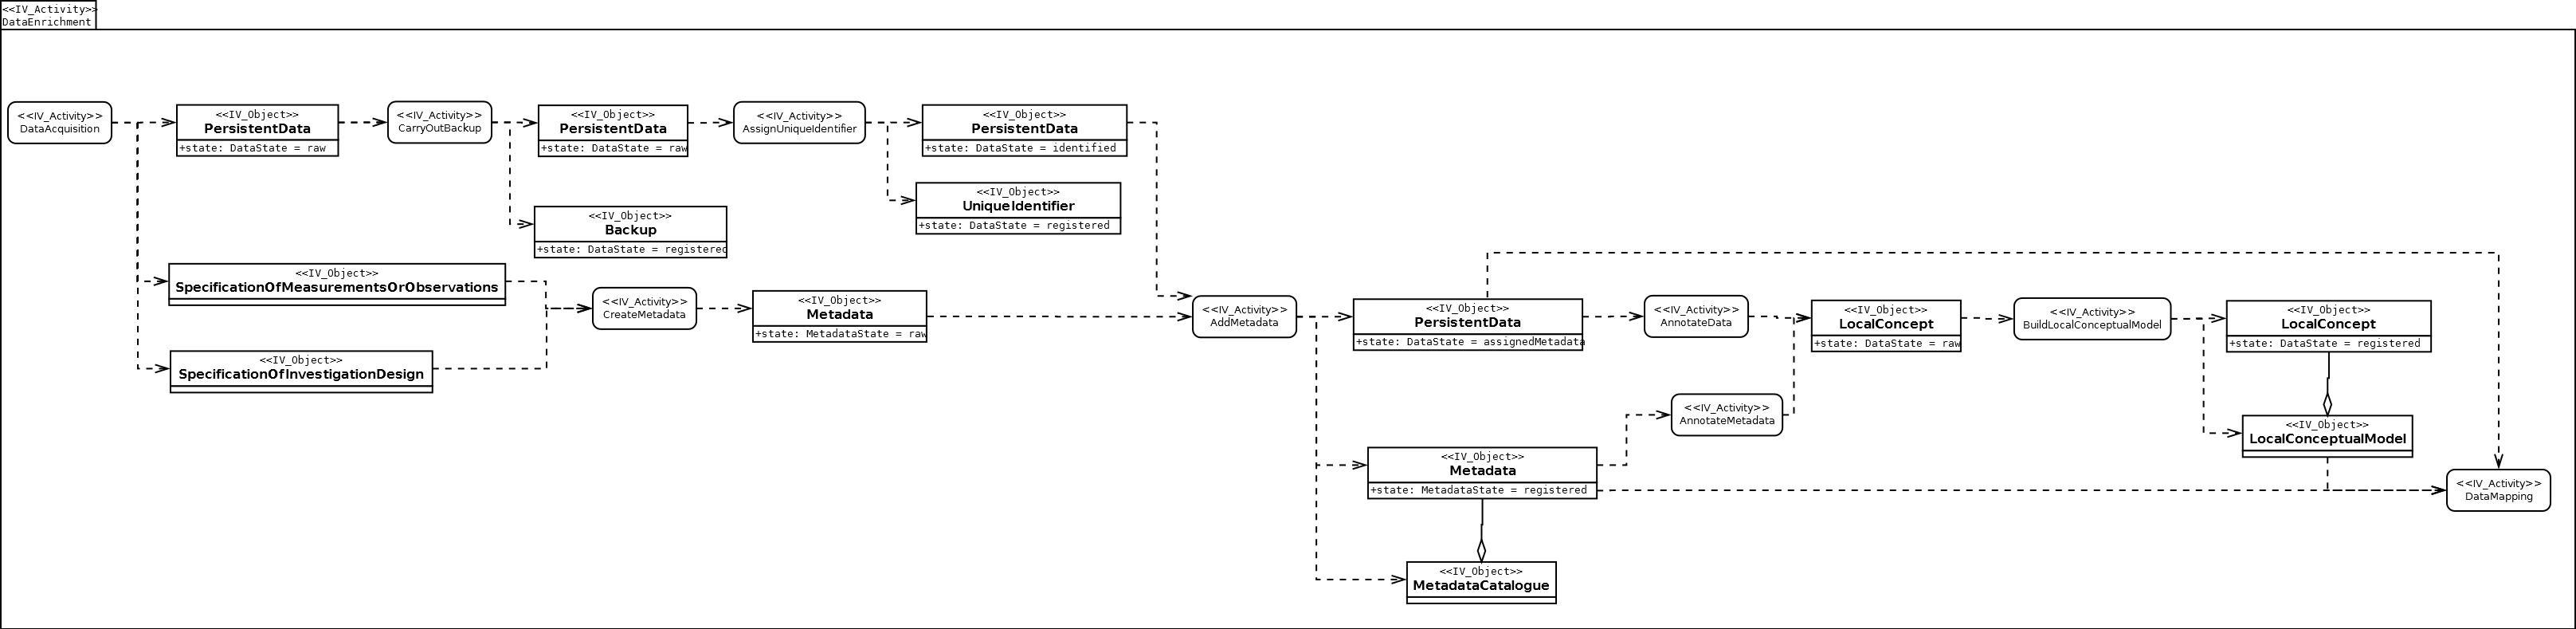 <<IV_Activity>>
DataEnrichment
<<IV_Activity>>
DataAcquisition
<<IV_Object>>
PersistentData
+state: DataState = raw
<<IV_Activity>>
CarryOutBackup
<<IV_Object>>
PersistentData
+state: DataState = raw
<<IV_Activity>>
AssignUniqueIdentifier
<<IV_Object>>
PersistentData
+state: DataState = identified
<<IV_Object>>
UniqueIdentifier
+state: DataState = registered
<<IV_Object>>
Backup
+state: DataState = registered
<<IV_Object>>
SpecificationOfMeasurementsOrObservations
<<IV_Activity>>
CreateMetadata
<<IV_Object>>
Metadata
+state: MetadataState = raw
<<IV_Object>>
SpecificationOfInvestigationDesign
<<IV_Activity>>
AddMetadata
<<IV_Object>>
PersistentData
+state: DataState = assignedMetadata
<<IV_Activity>>
AnnotateData
<<IV_Object>>
LocalConcept
+state: DataState = raw
<<IV_Activity>>
BuildLocalConceptualModel
<<IV_Object>>
LocalConcept
+state: DataState = registered
<<IV_Activity>>
AnnotateMetadata
<<IV_Object>>
LocalConceptualModel
<<IV_Object>>
Metadata
+state: MetadataState = registered
<<IV_Activity>>
DataMapping
<<IV_Object>>
MetadataCatalogue